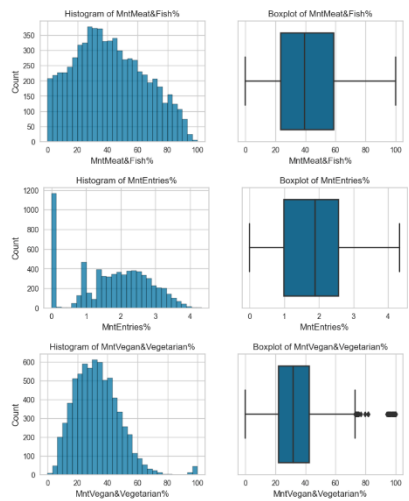 Histogram of MntMeat&Fish%
Boxplot of MntMeat&Fish%
350
300
250
200
150
100
50
0
Count
0 20 40 60 80 100
MntMeat&Fish%
0 20 40 60 80 100
MntMeat&Fish%
Histogram of MntEntries%
Boxplot of MntEntries%
1200
1000
800
600
400
200
0
Count
0 1 2 3 4
MntEntries%
0 1 2 3 4
MntEntries%
Histogram of MntVegan&Vegetarian%
Boxplot of MntVegan&Vegetarian%
600
500
400
300
200
100
0
Count
0 20 40 60 80 100
MntVegan&Vegetarian%
0 20 40 60 80 100
MntVegan&Vegetarian%